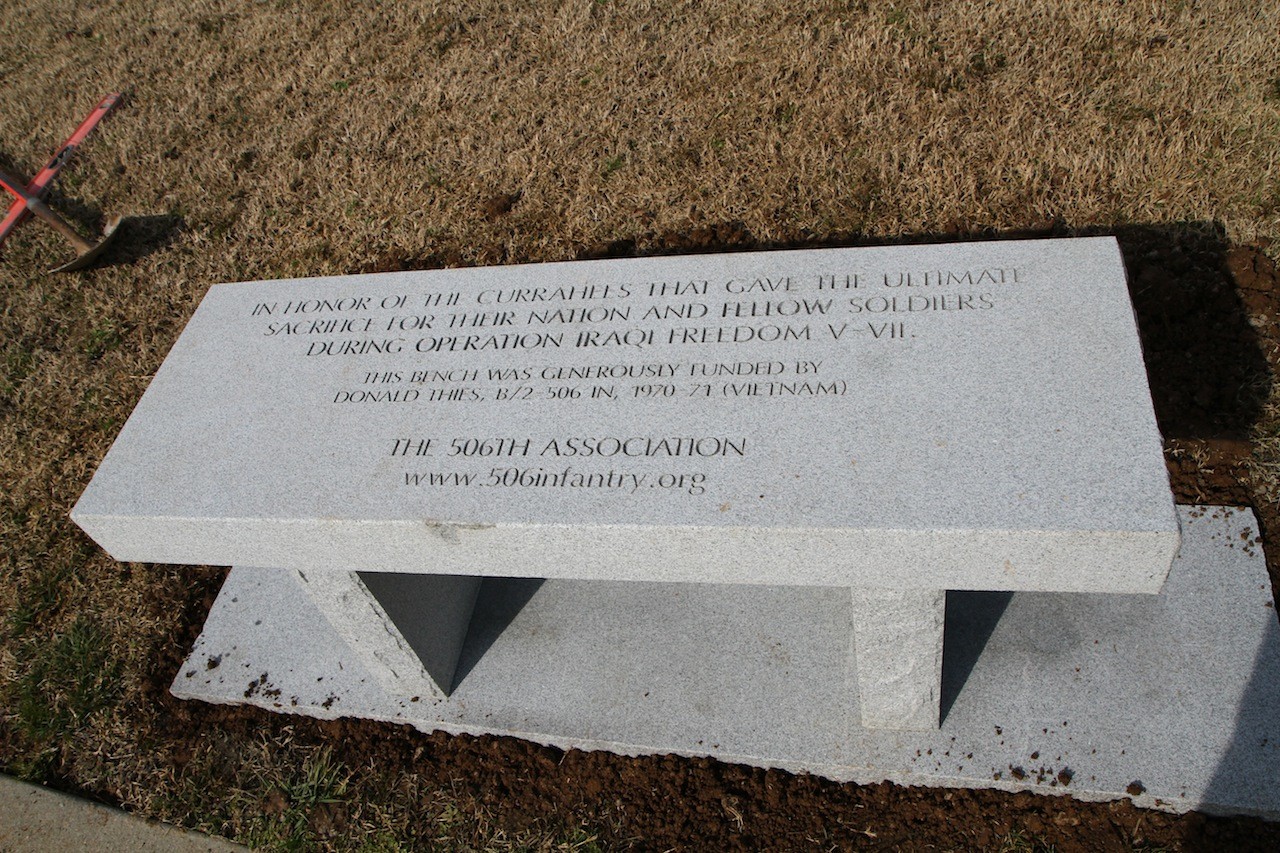 IN HONOR OF THE CURRAHEES THAT GAVE THE ULTIMATE
SACRIFICE FOR THEIR NATION AND FELLOW SOLDIERS
DURING OPERATION IRAQI FREEDOM V-VII.
THIS BENCH WAS GENEROUSLY FUNDED BY
DONALD THIES, B/2-506 IN, 1970-71 (VIETNAM)
THE 506TH ASSOCIATION
www.506infantry.org